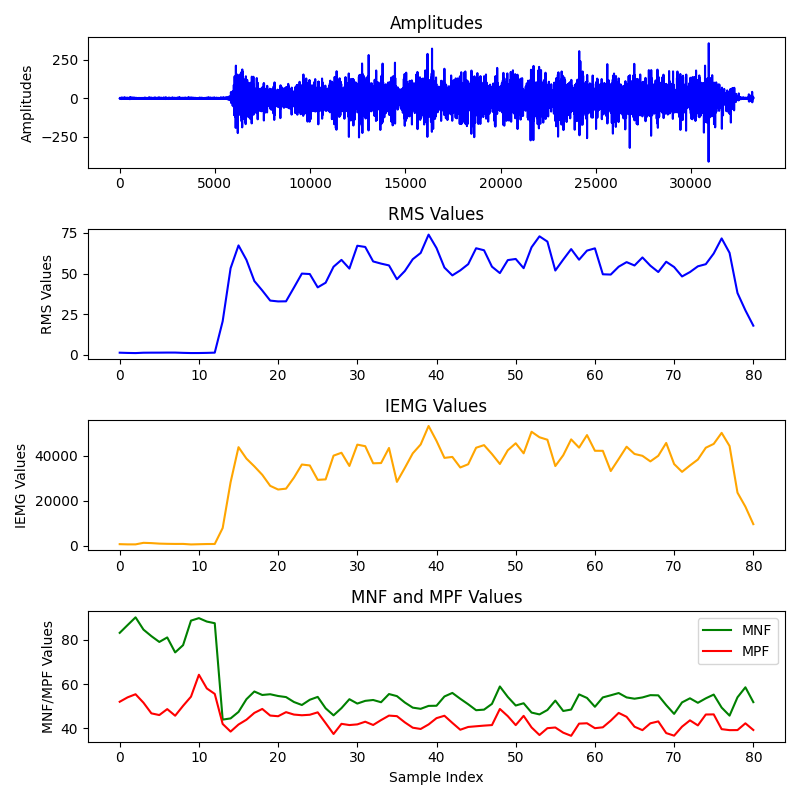 Amplitudes
Amplitudes
250
0
−250
0 5000 10000 15000 20000 25000 30000
RMS Values
RMS Values
75
50
25
0
0 10 20 30 40 50 60 70 80
IEMG Values
IEMG Values
40000
20000
0
0 10 20 30 40 50 60 70 80
MNF and MPF Values
MNF/MPF Values
80
60
40
MNF
MPF
0 10 20 30 40 50 60 70 80
Sample Index